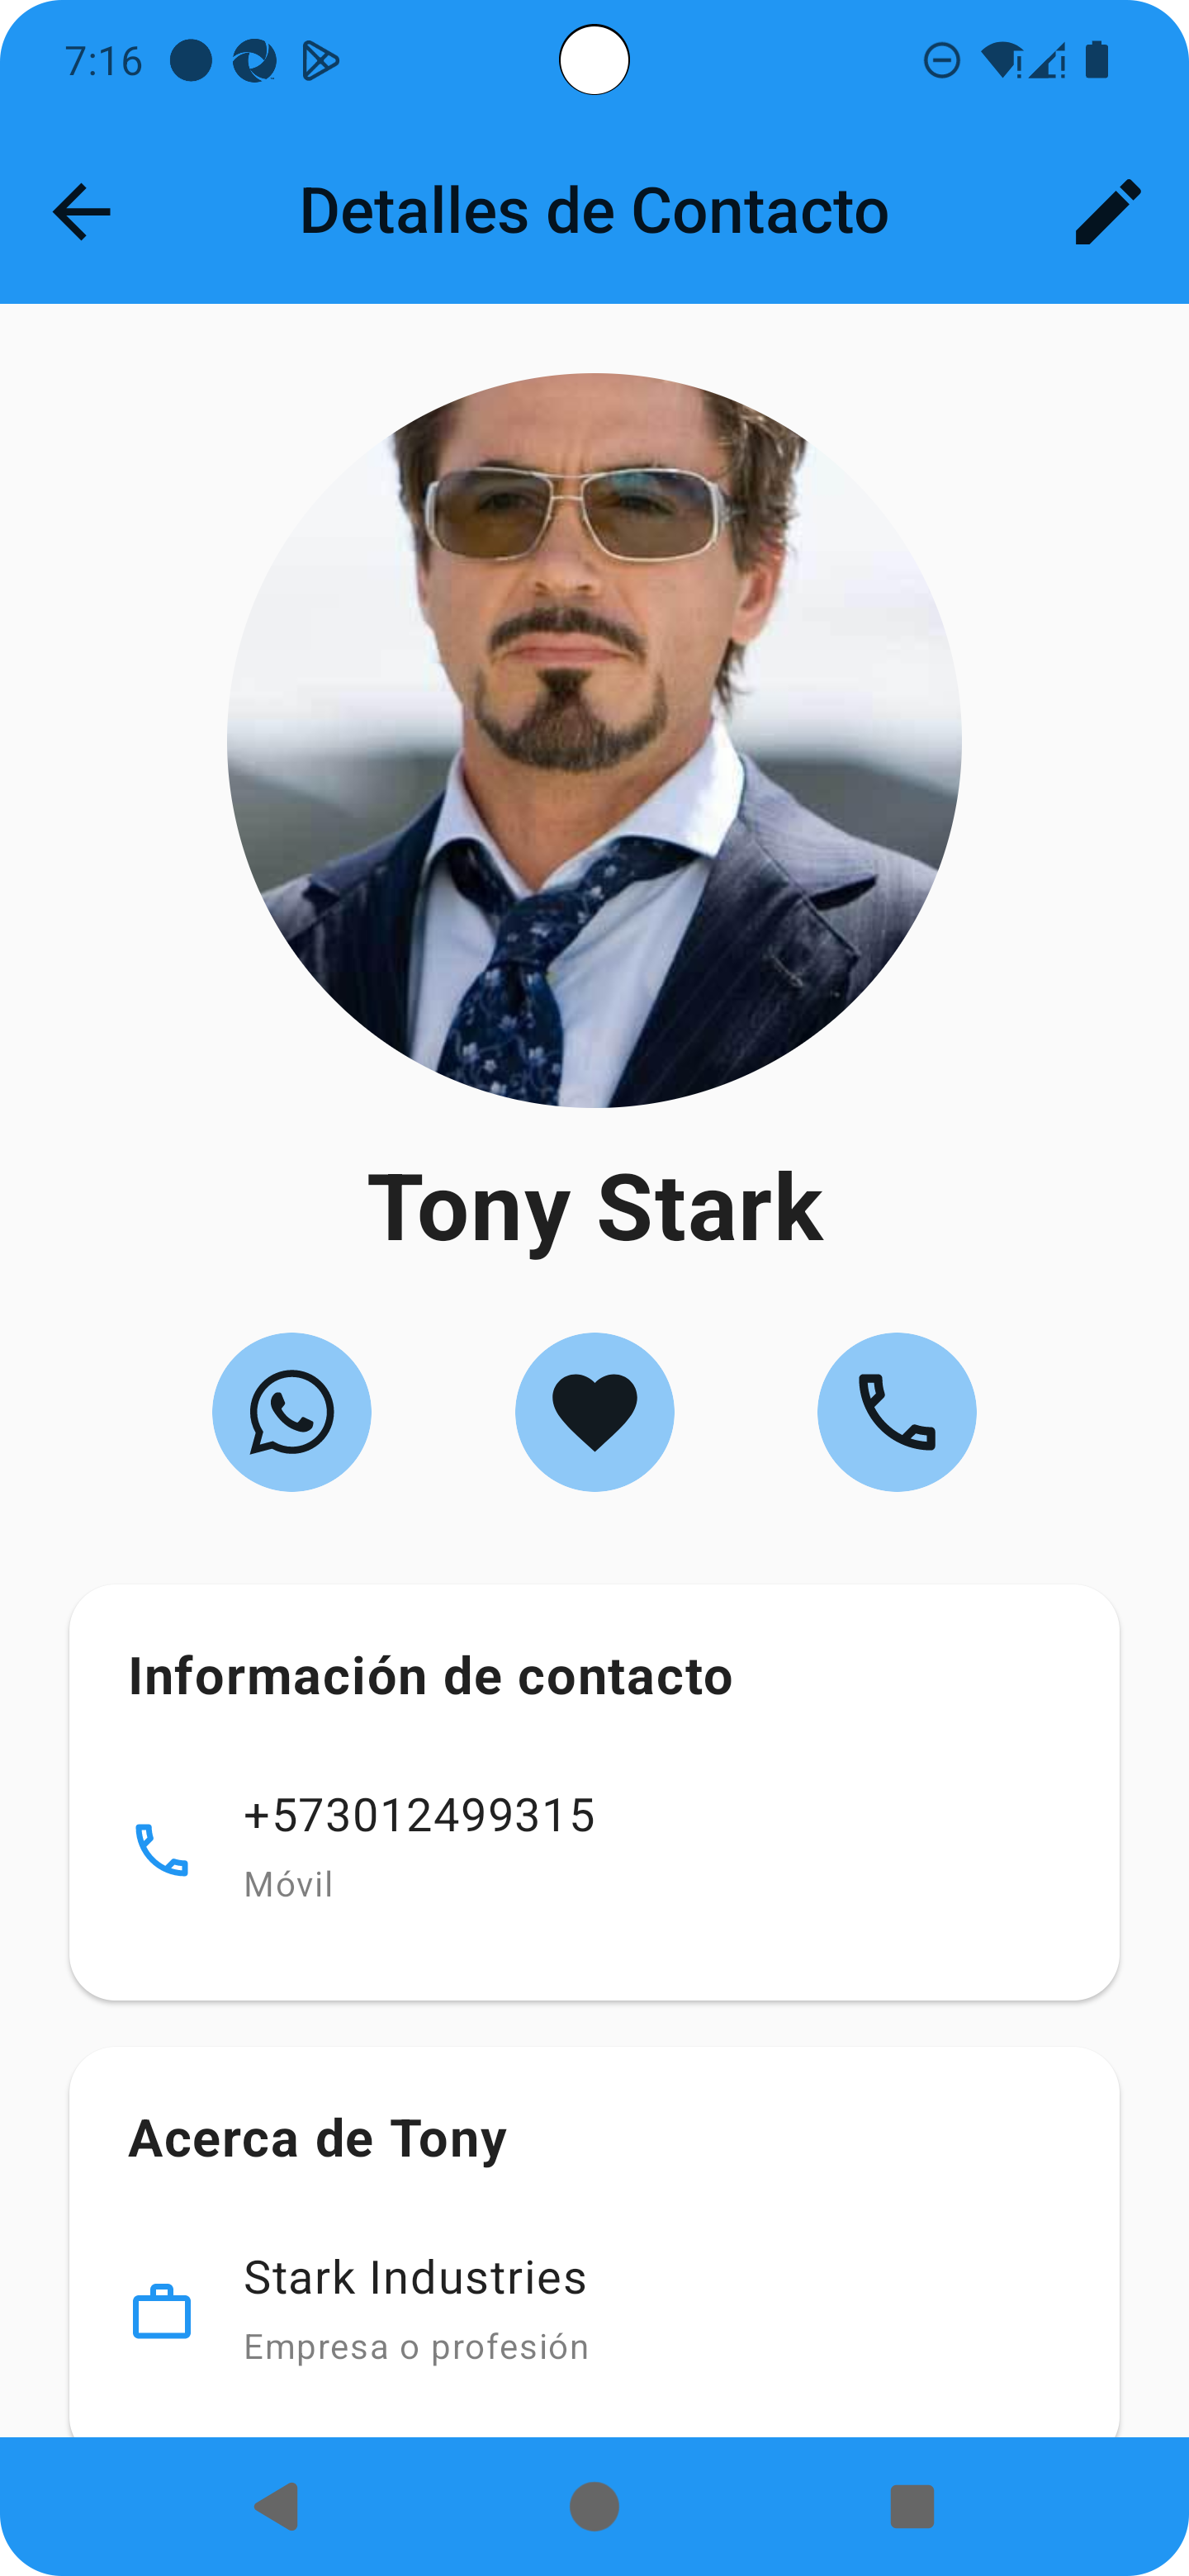 7:16
Detalles de Contacto
Tony Stark
Información de contacto
+573012499315
Móvil
Acerca de Tony
Stark Industries
Empresa o profesión